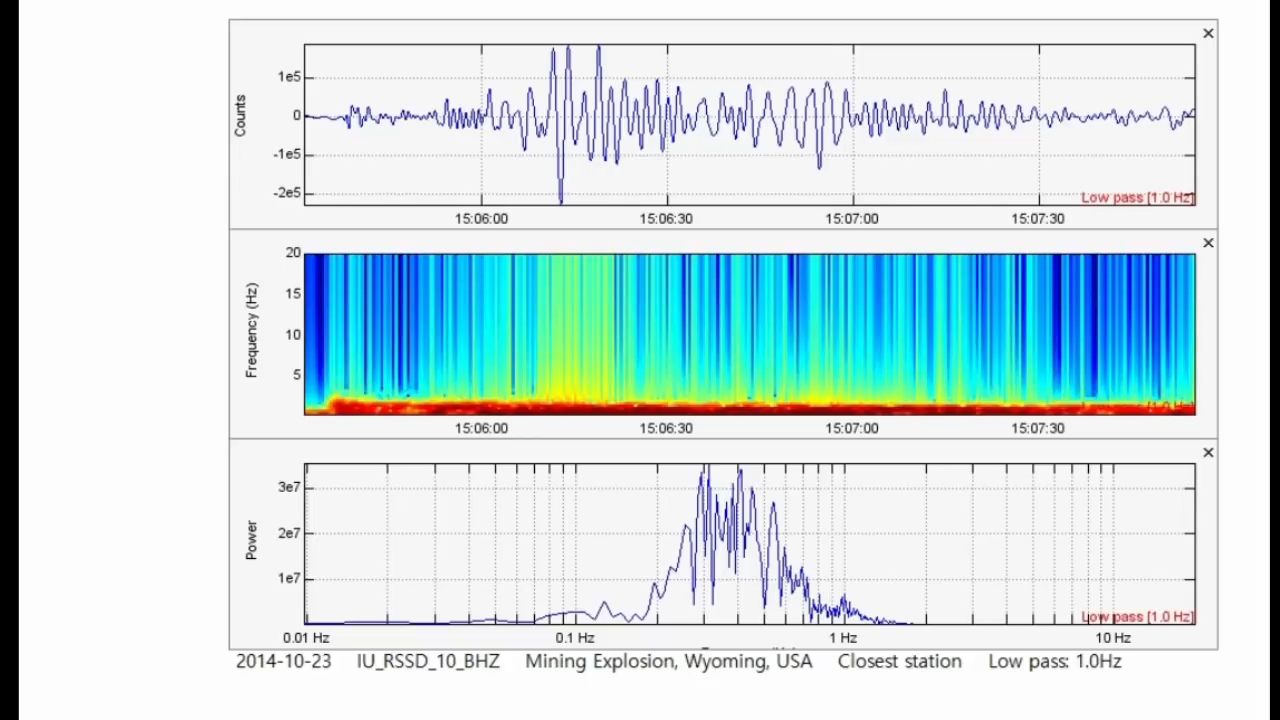 ×
Counts
1e5
0
-1e5
-2e5
Low pass [1.0 Hz]
15:06:00 15:06:30 15:07:00 15:07:30
×
Frequency (Hz)
20
15
10
5
[1.0 Hz]
15:06:00 15:06:30 15:07:00 15:07:30
×
Power
3e7
2e7
1e7
Low pass [1.0 Hz]
0.01 Hz 0.1 Hz 1 Hz 10 Hz
2014-10-23 IU_RSSD_10_BHZ Mining Explosion, Wyoming, USA Closest station Low pass: 1.0Hz